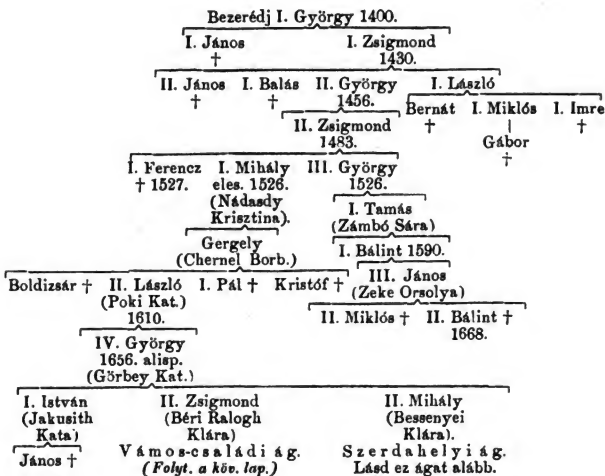 Bezerédj I. György 1400.
I. János I. Zsigmond
† 1430.
II. János I. Balás II. György I. László
† † 1456.
Bernát I. Miklós I. Imre
† | †
II. Zsigmond
1483.
Gábor
†
I. Ferencz I. Mihály III. György
† 1527. eles. 1526. 1526.
(Nádasdy
Krisztina).
I. Tamás
(Zámbó Sára)
Gergely
(Chernel Borb.)
I. Bálint 1590.
III. János
(Zeke Orsolya)
Boldizsár † II. László I. Pál † Kristóf †
(Poki Kat.)
1610.
II. Miklós † II. Bálint †
1668.
IV. György
1656. alisp.
(Görbey Kat.)
I. István II. Zsigmond II. Mihály
(Jakusith (Béri Ralogh (Bessenyei
Kata) Klára) Klára).
János † Vámos-családi ág. Szerdahelyi ág.
(Folyt. a köv. lap.) Lásd ez ágat alább.